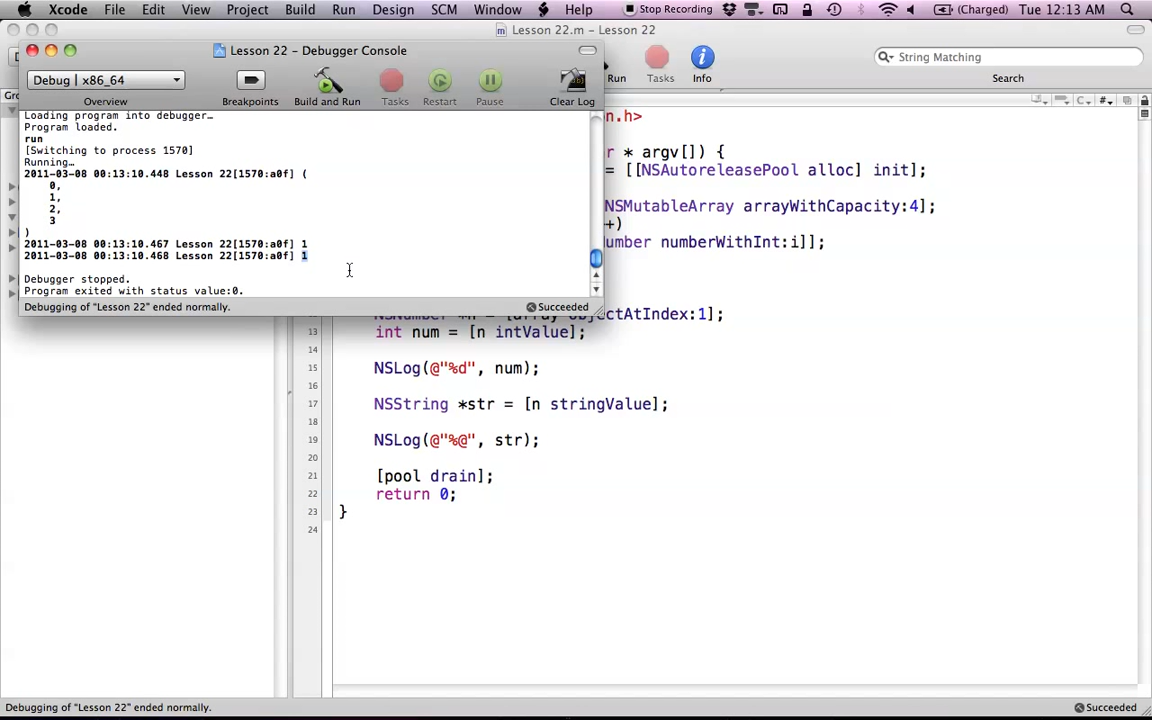 Xcode File Edit View Project Build Run Design SCM Window Help Stop Recording (Charged) Tue 12:13 AM
Lesson 22.m - Lesson 22
Lesson 22 - Debugger Console
Debug | x86_64
Overview Breakpoints Build and Run Tasks Restart Pause Clear Log
Run Tasks Info
String Matching
Search
Loading program into debugger…
Program loaded.
run
[Switching to process 1570]
Running…
2011-03-08 00:13:10.448 Lesson 22[1570:a0f] (
0,
1,
2,
3
)
2011-03-08 00:13:10.467 Lesson 22[1570:a0f] 1
2011-03-08 00:13:10.468 Lesson 22[1570:a0f] 1
Debugger stopped.
Program exited with status value:0.
Debugging of "Lesson 22" ended normally. Succeeded
n.h>
r * argv[]) {
= [[NSAutoreleasePool alloc] init];
NSMutableArray arrayWithCapacity:4];
++)
umber numberWithInt:i]];
objectAtIndex:1];
13 int num = [n intValue];
14
15 NSLog(@"%d", num);
16
17 NSString *str = [n stringValue];
18
19 NSLog(@"%@", str);
20
21 [pool drain];
22 return 0;
23 }
24
Debugging of "Lesson 22" ended normally. Succeeded